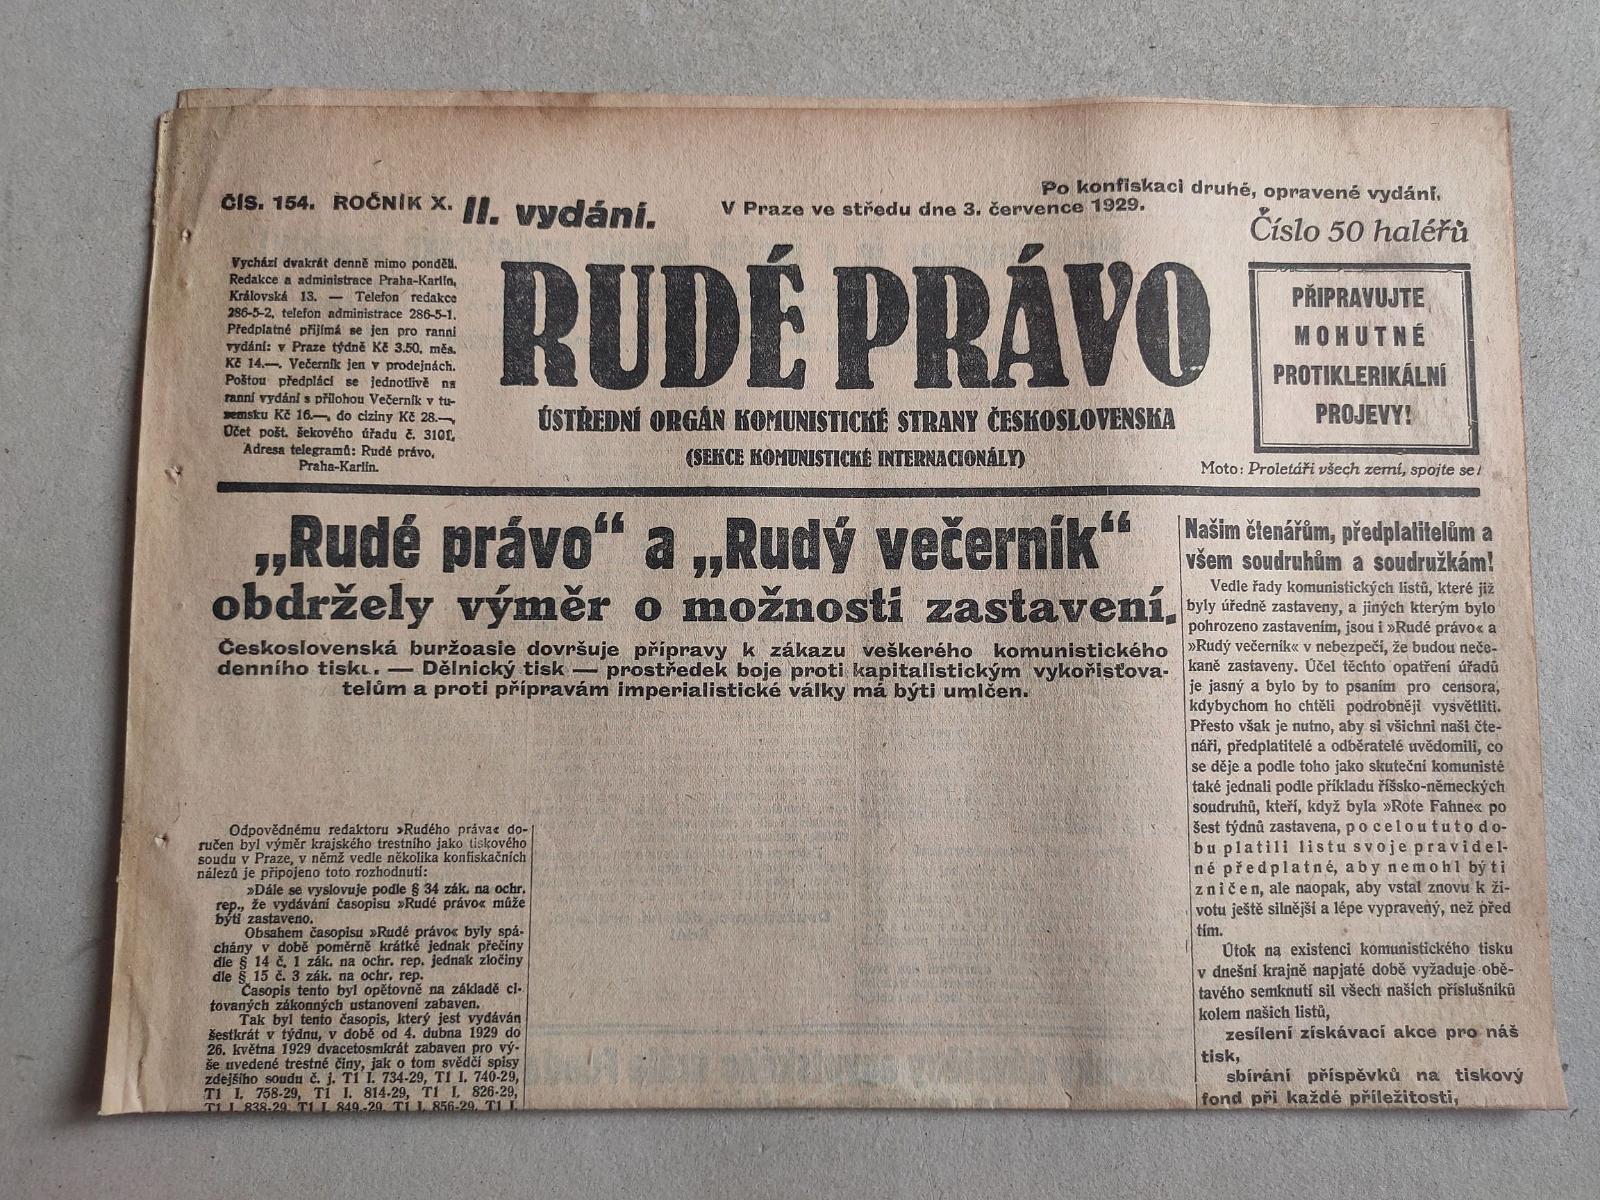 ČÍS. 154. ROČNÍK X. II. vydání.
V Praze ve středu dne 3. července 1929.
Po konfiskaci druhé, opravené vydání.
Číslo 50 haléřů
Vychází dvakrát denně mimo pondělí.
Redakce a administrace Praha-Karlín,
Královská 13. — Telefon redakce
286-5-2, telefon administrace 286-5-1.
Předplatné přijímá se jen pro ranní
vydání: v Praze týdně Kč 3.50, měs.
Kč 14.—. Večerník jen v prodejnách.
Poštou předplácí se jednotlivě na
ranní vydání s přílohou Večerník v tu-
zemsku Kč 16.—, do ciziny Kč 28.—,
Účet pošt. šekového úřadu č. 3101.
Adresa telegramů: Rudé právo,
Praha-Karlín.
RUDÉ PRÁVO
ÚSTŘEDNÍ ORGÁN KOMUNISTICKÉ STRANY ČESKOSLOVENSKA
(SEKCE KOMUNISTICKÉ INTERNACIONÁLY)
PŘIPRAVUJTE
MOHUTNÉ
PROTIKLERIKÁLNÍ
PROJEVY!
Moto: Proletáři všech zemí, spojte se!
„Rudé právo“ a „Rudý večerník“
obdržely výměr o možnosti zastavení.
Československá buržoasie dovršuje přípravy k zákazu veškerého komunistického
denního tisku. — Dělnický tisk — prostředek boje proti kapitalistickým vykořisťova-
telům a proti přípravám imperialistické války má býti umlčen.
Odpovědnému redaktoru »Rudého práva« do-
ručen byl výměr krajského trestního jako tiskového
soudu v Praze, v němž vedle několika konfiskačních
nálezů je připojeno toto rozhodnutí:
»Dále se vyslovuje podle § 34 zák. na ochr.
rep., že vydávání časopisu »Rudé právo« může
býti zastaveno.
Obsahem časopisu »Rudé právo« byly spá-
chány v době poměrně krátké jednak přečiny
dle § 14 č. 1 zák. na ochr. rep. jednak zločiny
dle § 15 č. 3 zák. na ochr. rep.
Časopis tento byl opětovně na základě ci-
tovaných zákonných ustanovení zabaven.
Tak byl tento časopis, který jest vydáván
šestkrát v týdnu, v době od 4. dubna 1929 do
26. května 1929 dvacetosmkrát zabaven pro vý-
še uvedené trestné činy, jak o tom svědčí spisy
zdejšího soudu č. j. T1 I. 734-29, T1 I. 740-29,
T1 I. 758-29, T1 I. 814-29, T1 I. 826-29,
T1 I. 838-29, T1 I. 849-29, T1 I. 856-29, T1 I.
Našim čtenářům, předplatitelům a
všem soudruhům a soudružkám!
Vedle řady komunistických listů, které již
byly úředně zastaveny, a jiných kterým bylo
pohrozeno zastavením, jsou i »Rudé právo« a
»Rudý večerník« v nebezpečí, že budou neče-
kaně zastaveny. Účel těchto opatření úřadů
je jasný a bylo by to psaním pro censora,
kdybychom ho chtěli podrobněji vysvětliti.
Přesto však je nutno, aby si všichni naši čte-
náři, předplatitelé a odběratelé uvědomili, co
se děje a podle toho jako skuteční komunisté
také jednali podle příkladu říšsko-německých
soudruhů, kteří, když byla »Rote Fahne« po
šest týdnů zastavena, po celou tuto do-
bu platili listu svoje pravidel-
né předplatné, aby nemohl býti
zničen, ale naopak, aby vstal znovu k ži-
votu ještě silnější a lépe vypravený, než před
tím.
Útok na existenci komunistického tisku
v dnešní krajně napjaté době vyžaduje obě-
tavého semknutí sil všech našich příslušníků
kolem našich listů,
zesílení získávací akce pro náš
tisk,
sbírání příspěvků na tiskový
fond při každé příležitosti,